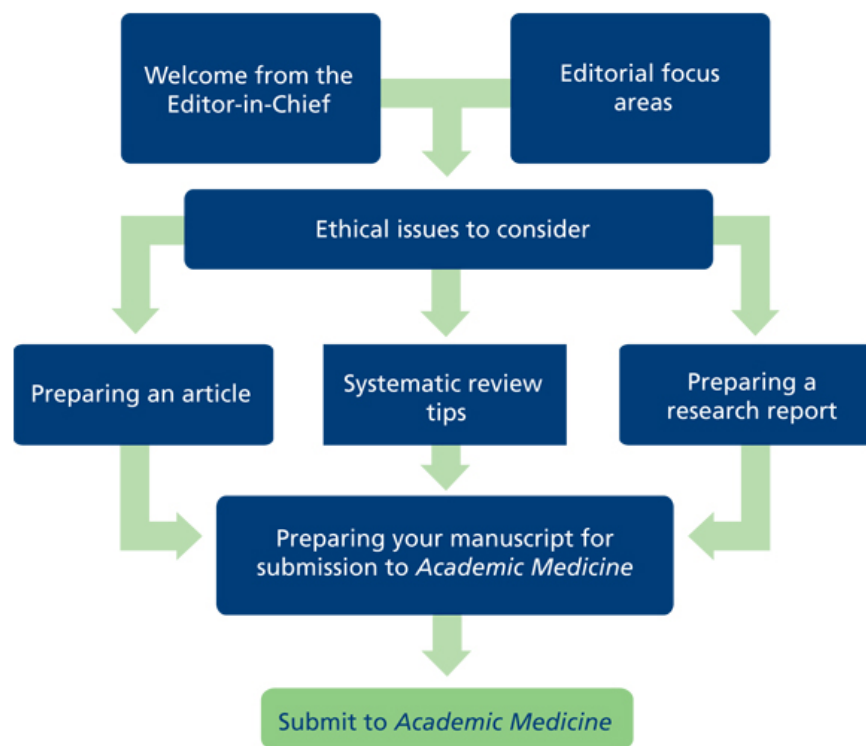 Welcome from the
Editor-in-Chief
Editorial focus
areas
Ethical issues to consider
Preparing an article
Systematic review
tips
Preparing a
research report
Preparing your manuscript for
submission to Academic Medicine
Submit to Academic Medicine